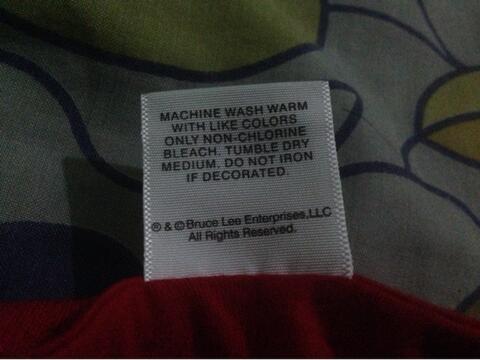 MACHINE WASH WARM
WITH LIKE COLORS
ONLY NON-CHLORINE
BLEACH. TUMBLE DRY
MEDIUM. DO NOT IRON
IF DECORATED.
® & © Bruce Lee Enterprises,LLC
All Rights Reserved.